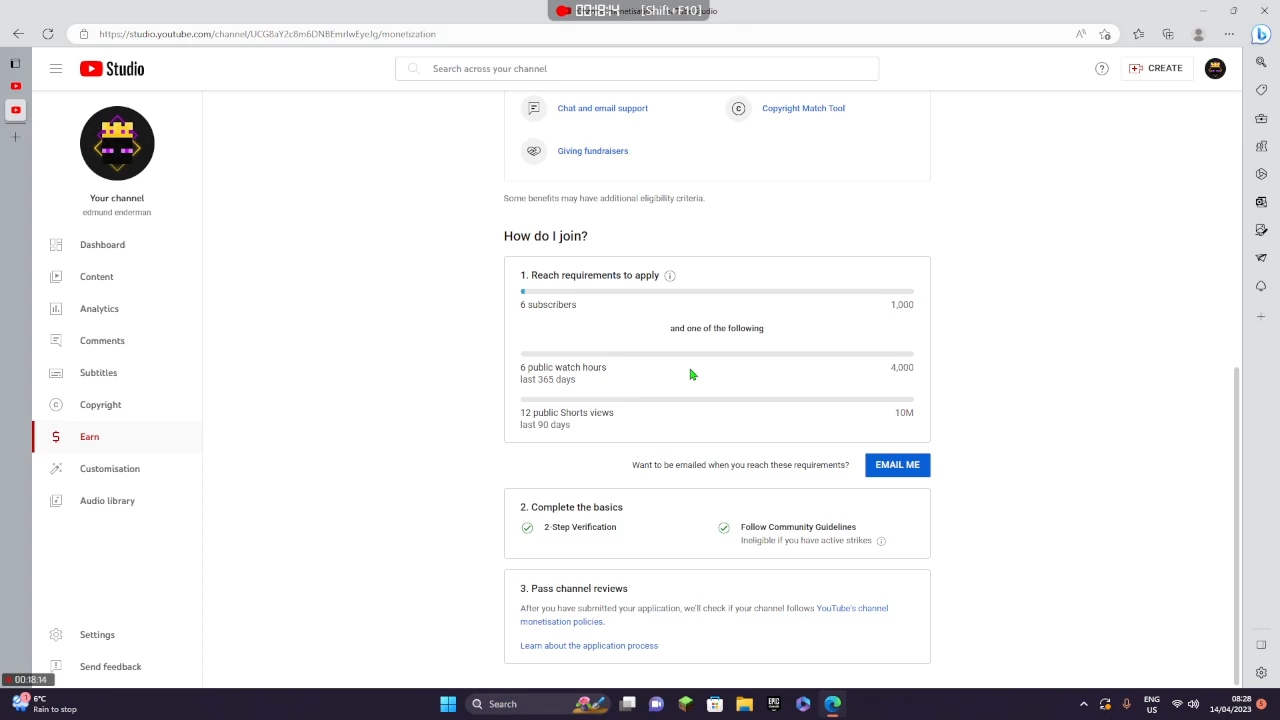 https://studio.youtube.com/channel/UCG8aY2c8m6DNBEmrlwEyeJg/monetization
Studio
Search across your channel
CREATE
Your channel
edmund enderman
Dashboard
Content
Analytics
Comments
Subtitles
Copyright
Earn
Customisation
Audio library
Settings
Send feedback
Chat and email support
Copyright Match Tool
Giving fundraisers
Some benefits may have additional eligibility criteria.
How do I join?
1. Reach requirements to apply
6 subscribers 1,000
and one of the following
6 public watch hours 4,000
last 365 days
12 public Shorts views 10M
last 90 days
Want to be emailed when you reach these requirements? EMAIL ME
2. Complete the basics
2-Step Verification
Follow Community Guidelines
Ineligible if you have active strikes
3. Pass channel reviews
After you have submitted your application, we'll check if your channel follows YouTube's channel
monetisation policies.
Learn about the application process
00:18:14
1
6°C
Rain to stop
Search
EPIC
ENG
US
08:28
14/04/2023